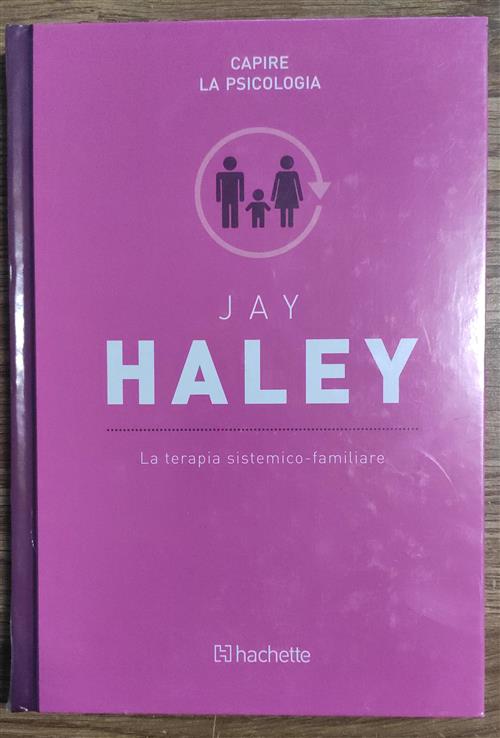 CAPIRE
LA PSICOLOGIA
JAY
HALEY
La terapia sistemico-familiare
hachette